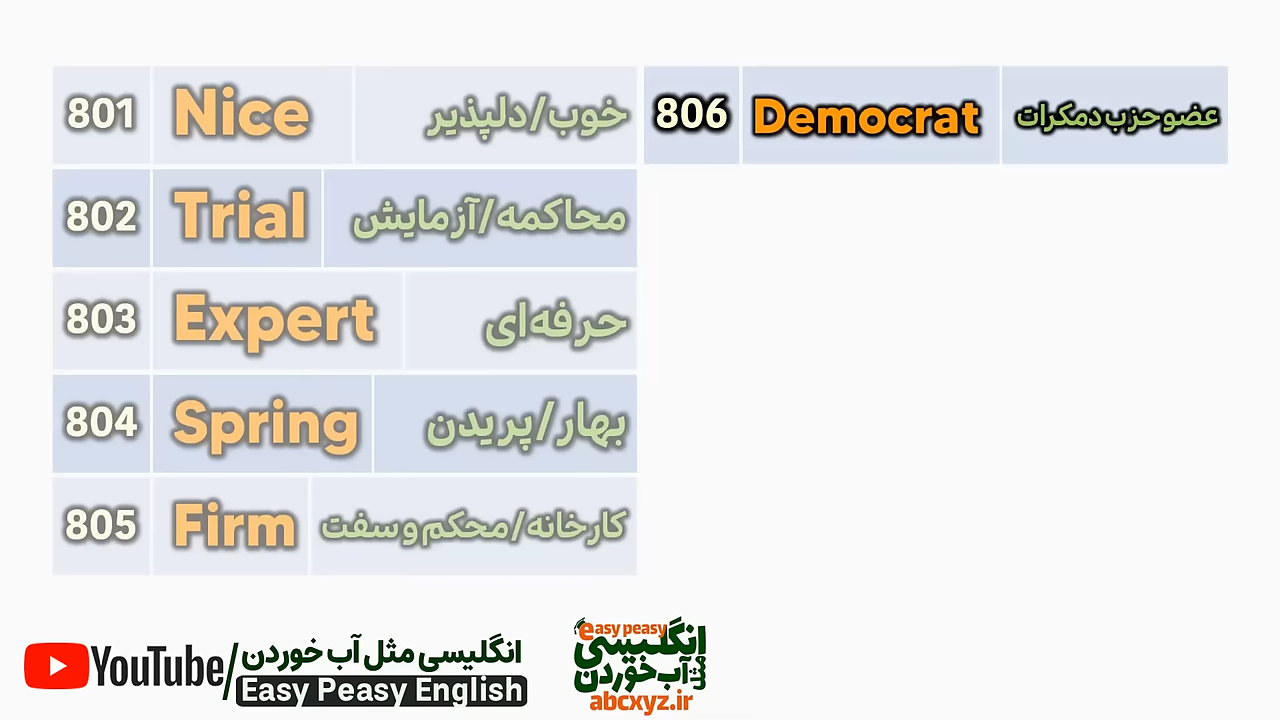 801 Nice خوب/دلپذیر
802 Trial محاکمه/آزمایش
803 Expert حرفه‌ای
804 Spring بهار/پریدن
805 Firm کارخانه/محکم و سفت
806 Democrat عضو حزب دمکرات
YouTube/انگلیسی مثل آب خوردن
Easy Peasy English
easy peasy
انگلیسی
مثل آب خوردن
abcxyz.ir